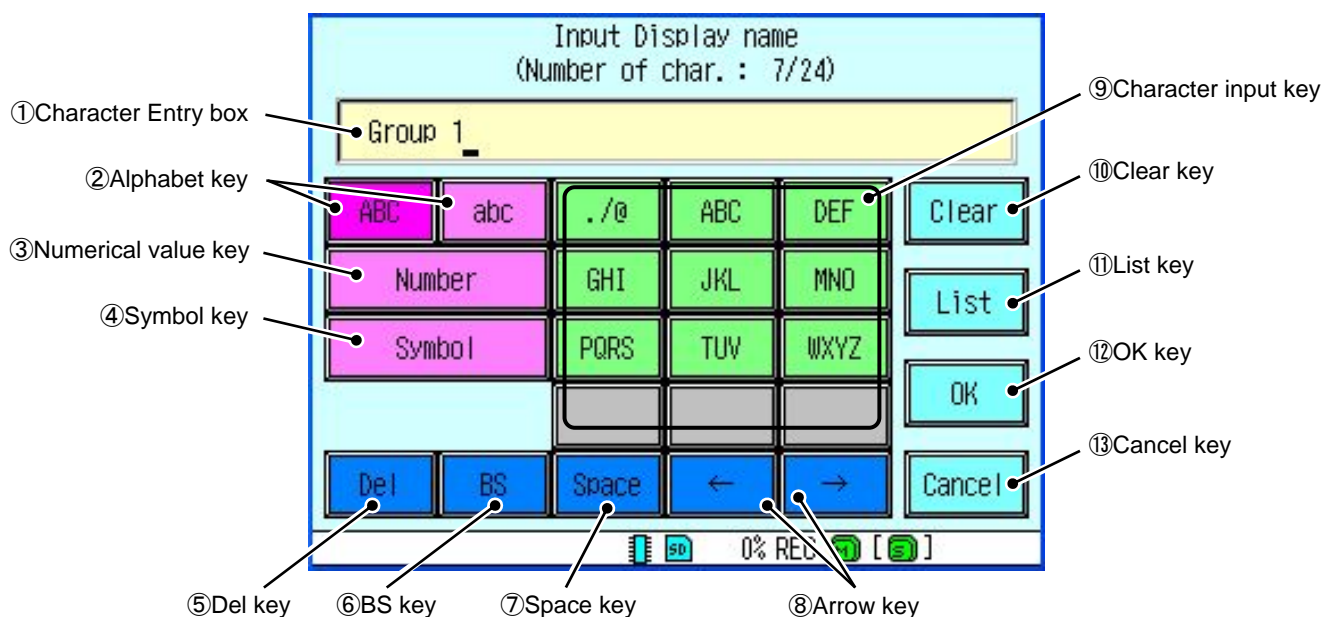 Input Display name
(Number of char. : 7/24)
⑨Character input key
①Character Entry box
Group 1_
②Alphabet key
⑩Clear key
ABC abc ./@ ABC DEF Clear
③Numerical value key
⑪List key
Number GHI JKL MNO List
④Symbol key
⑫OK key
Symbol PQRS TUV WXYZ
OK
⑬Cancel key
Del BS Space ← → Cancel
SD 0% REC M [S]
⑤Del key ⑥BS key ⑦Space key ⑧Arrow key